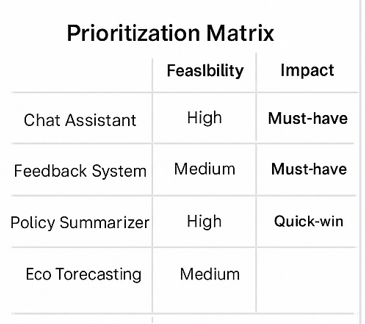 Prioritization Matrix
Feaslbility Impact
Chat Assistant High Must-have
Feedback System Medium Must-have
Policy Summarizer High Quick-win
Eco Torecasting Medium